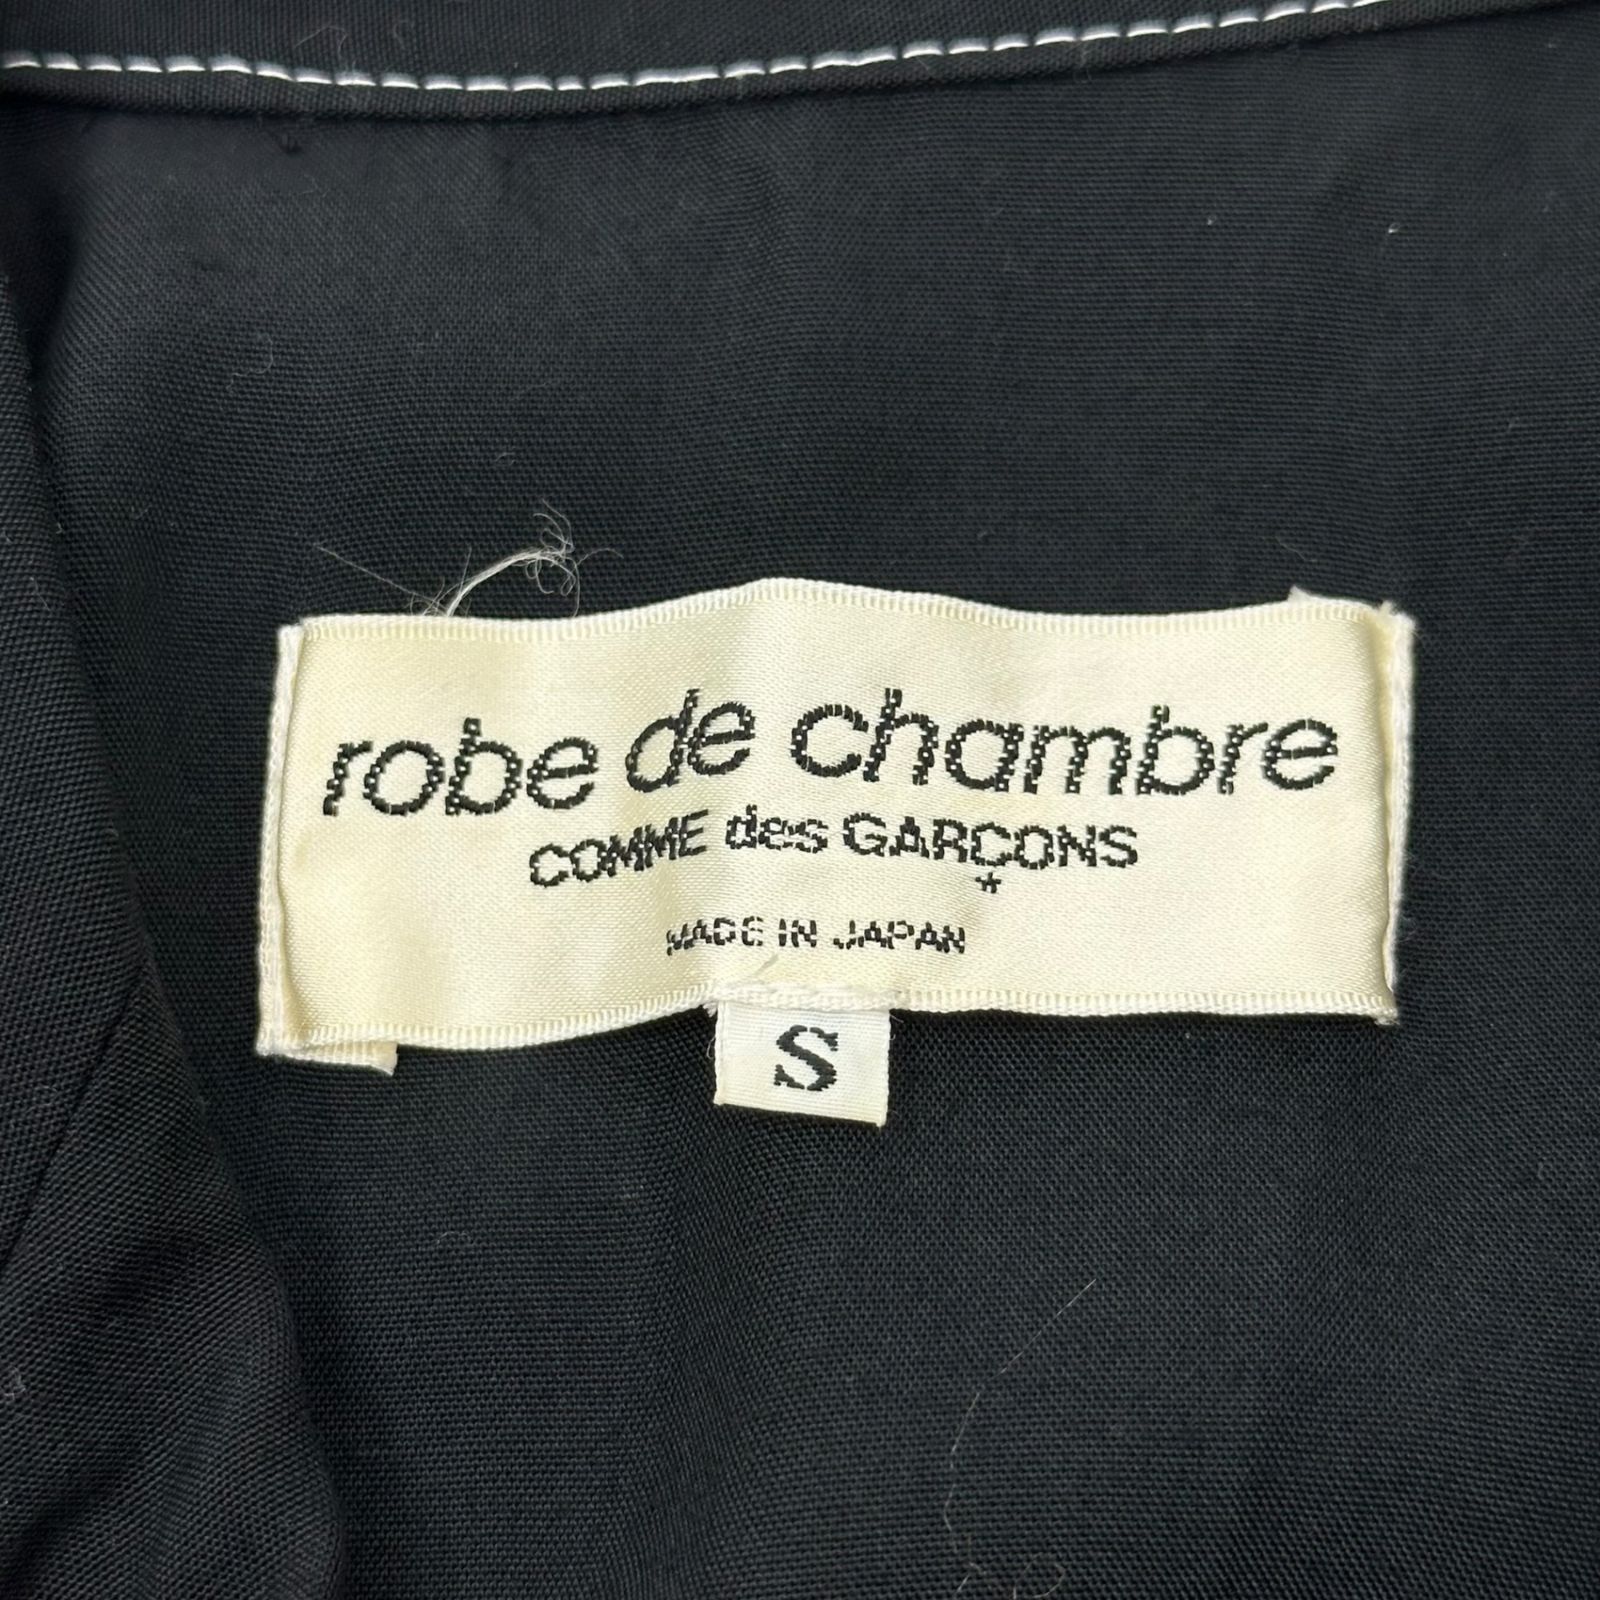 robe de chambre
COMME des GARÇONS
*
MADE IN JAPAN
S